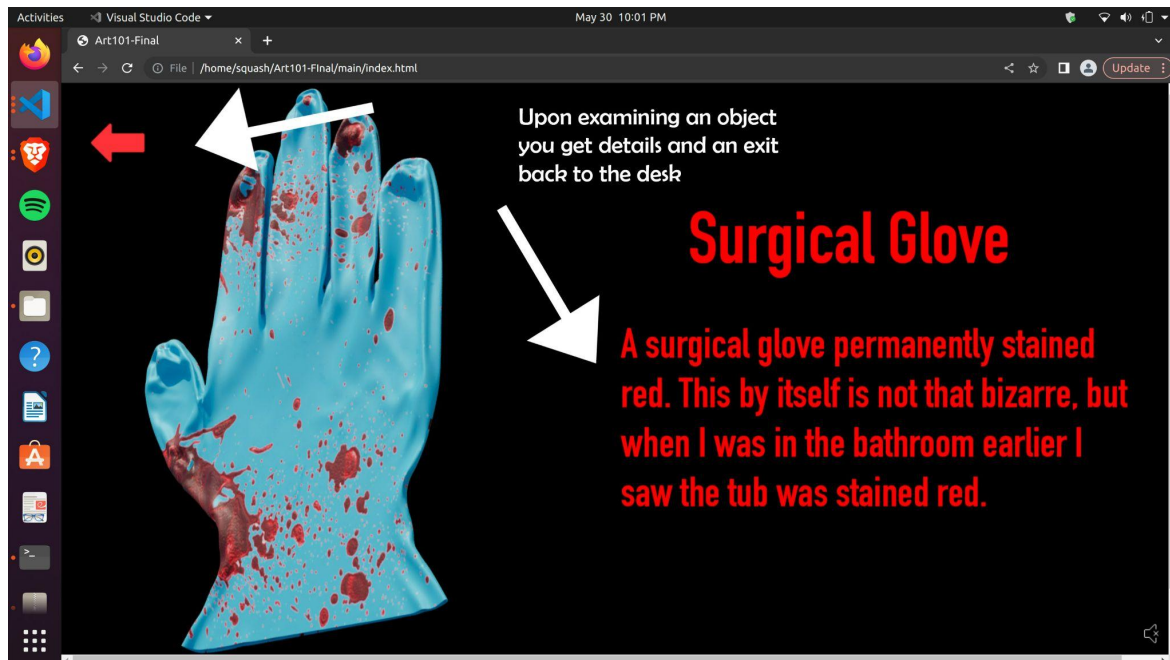 Activities
Visual Studio Code
May 30 10:01 PM
Art101-Final
File | /home/squash/Art101-FInal/main/index.html
Update
Upon examining an object
you get details and an exit
back to the desk
Surgical Glove
A surgical glove permanently stained
red. This by itself is not that bizarre, but
when I was in the bathroom earlier I
saw the tub was stained red.